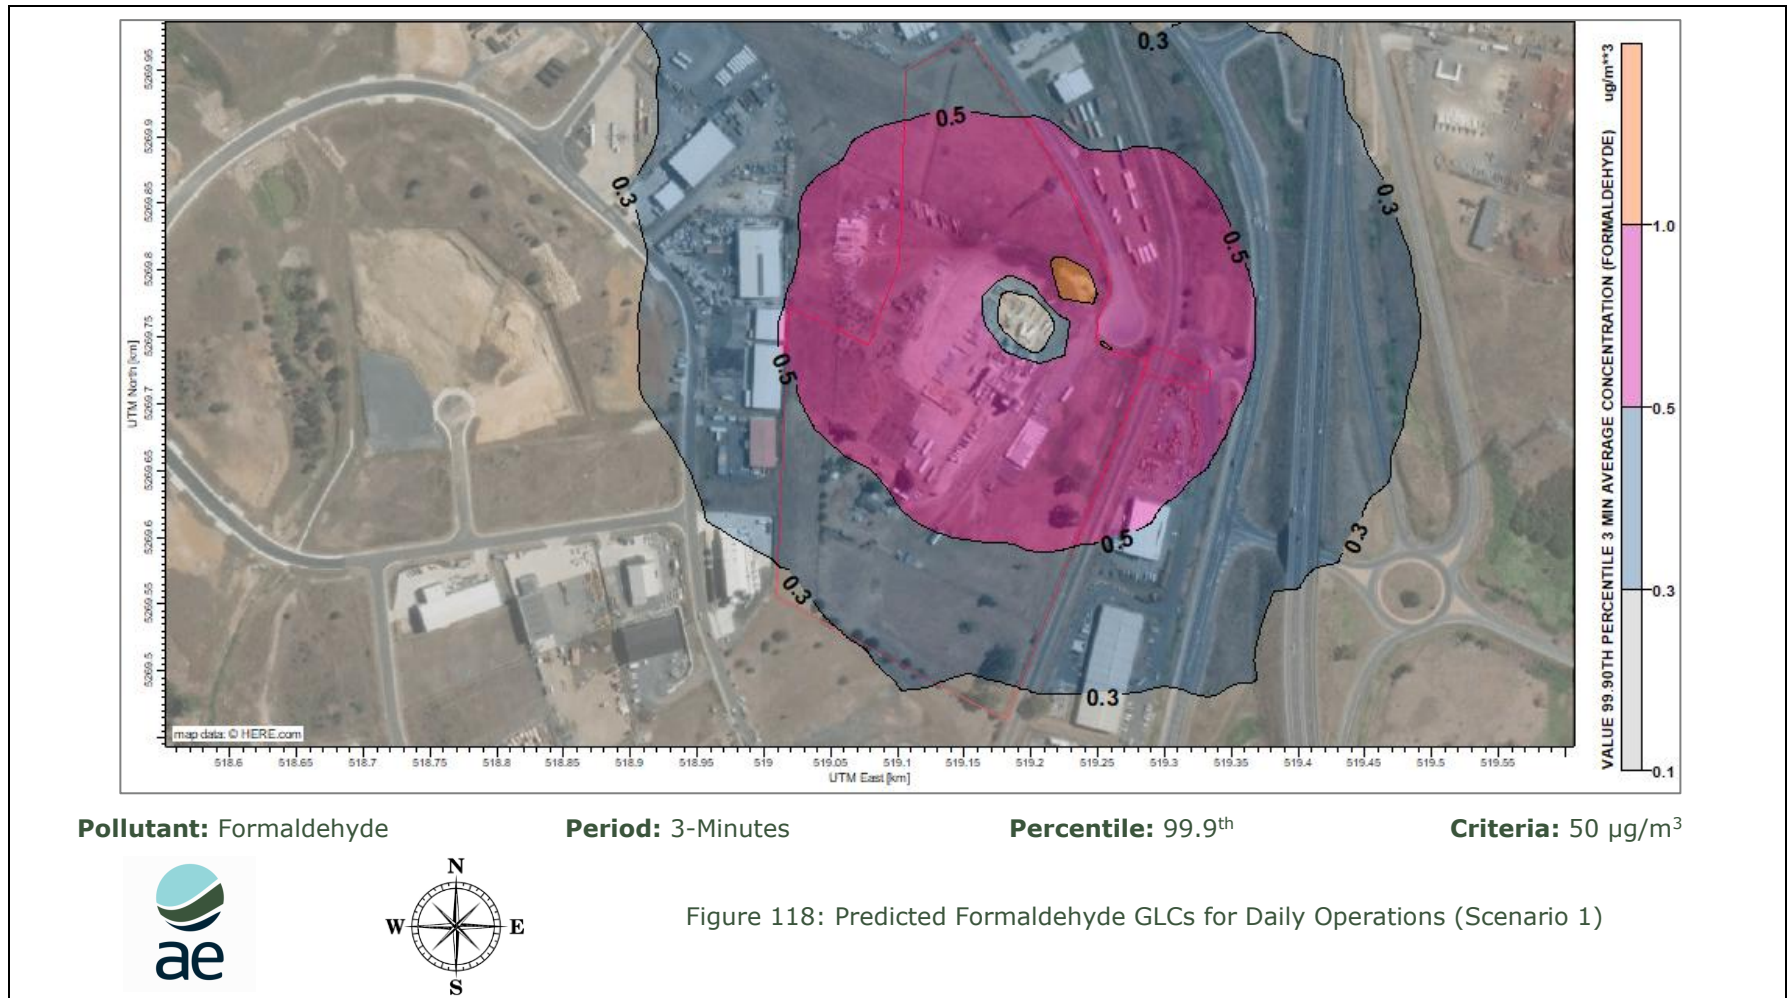 0.3
0.5
0.3
0.3
0.5
0.5
0.5
0.3
0.3
0.3
map data: © HERE.com
UTM North [km]
5269.95
5269.9
5269.85
5269.8
5269.75
5269.7
5269.65
5269.6
5269.55
5269.5
518.6 518.65 518.7 518.75 518.8 518.85 518.9 518.95 519 519.05 519.1 519.15 519.2 519.25 519.3 519.35 519.4 519.45 519.5 519.55
UTM East [km]
VALUE 99.90TH PERCENTILE 3 MIN AVERAGE CONCENTRATION (FORMALDEHYDE) ug/m**3
1.0
0.5
0.3
0.1
Pollutant: Formaldehyde Period: 3-Minutes Percentile: 99.9th Criteria: 50 µg/m3
ae
N
W E
S
Figure 118: Predicted Formaldehyde GLCs for Daily Operations (Scenario 1)